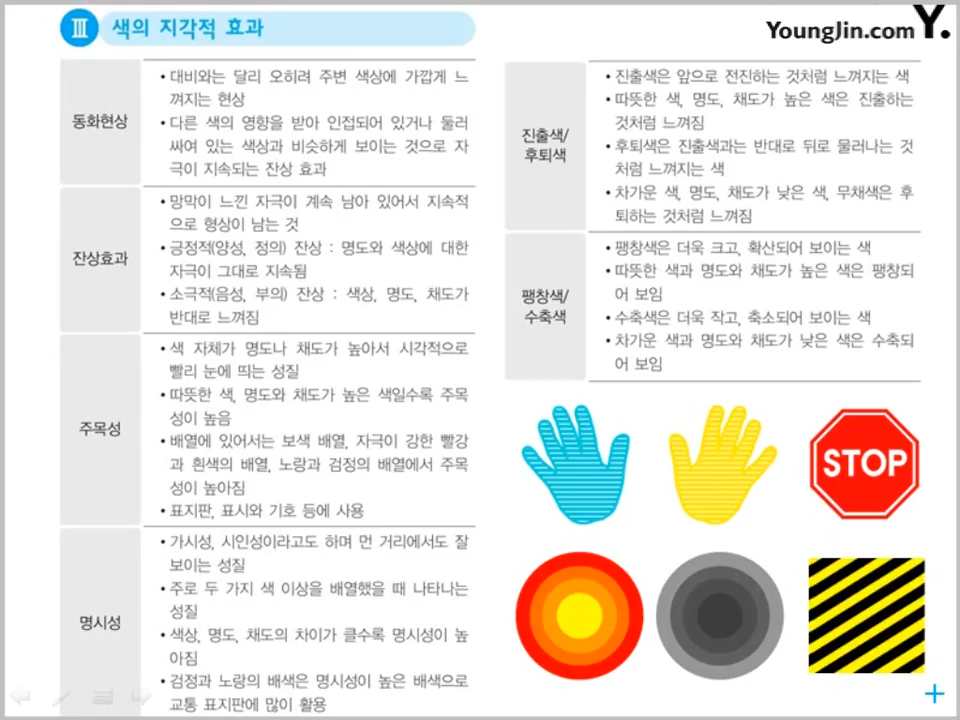 Ⅲ 색의 지각적 효과
YoungJin.com Y.
동화현상
• 대비와는 달리 오히려 주변 색상에 가깝게 느
껴지는 현상
• 다른 색의 영향을 받아 인접되어 있거나 둘러
싸여 있는 색상과 비슷하게 보이는 것으로 자
극이 지속되는 잔상 효과
잔상효과
• 망막이 느낀 자극이 계속 남아 있어서 지속적
으로 형상이 남는 것
• 긍정적(양성, 정의) 잔상 : 명도와 색상에 대한
자극이 그대로 지속됨
• 소극적(음성, 부의) 잔상 : 색상, 명도, 채도가
반대로 느껴짐
주목성
• 색 자체가 명도나 채도가 높아서 시각적으로
빨리 눈에 띄는 성질
• 따뜻한 색, 명도와 채도가 높은 색일수록 주목
성이 높음
• 배열에 있어서는 보색 배열, 자극이 강한 빨강
과 흰색의 배열, 노랑과 검정의 배열에서 주목
성이 높아짐
• 표지판, 표시와 기호 등에 사용
명시성
• 가시성, 시인성이라고도 하며 먼 거리에서도 잘
보이는 성질
• 주로 두 가지 색 이상을 배열했을 때 나타나는
성질
• 색상, 명도, 채도의 차이가 클수록 명시성이 높
아짐
• 검정과 노랑의 배색은 명시성이 높은 배색으로
교통 표지판에 많이 활용
진출색/
후퇴색
• 진출색은 앞으로 전진하는 것처럼 느껴지는 색
• 따뜻한 색, 명도, 채도가 높은 색은 진출하는
것처럼 느껴짐
• 후퇴색은 진출색과는 반대로 뒤로 물러나는 것
처럼 느껴지는 색
• 차가운 색, 명도, 채도가 낮은 색, 무채색은 후
퇴하는 것처럼 느껴짐
팽창색/
수축색
• 팽창색은 더욱 크고, 확산되어 보이는 색
• 따뜻한 색과 명도와 채도가 높은 색은 팽창되
어 보임
• 수축색은 더욱 작고, 축소되어 보이는 색
• 차가운 색과 명도와 채도가 낮은 색은 수축되
어 보임
STOP